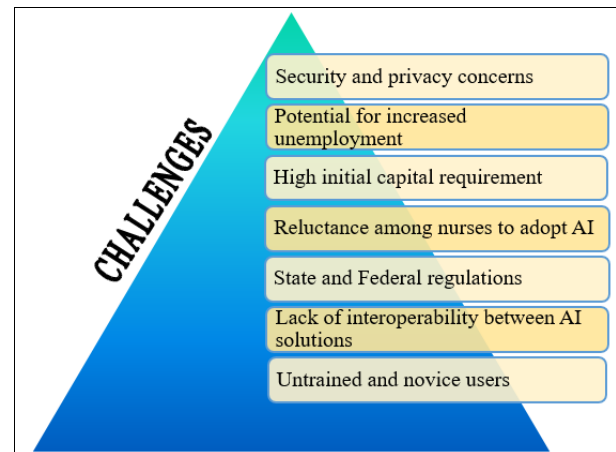 CHALLENGES
Security and privacy concerns
Potential for increased
unemployment
High initial capital requirement
Reluctance among nurses to adopt AI
State and Federal regulations
Lack of interoperability between AI
solutions
Untrained and novice users